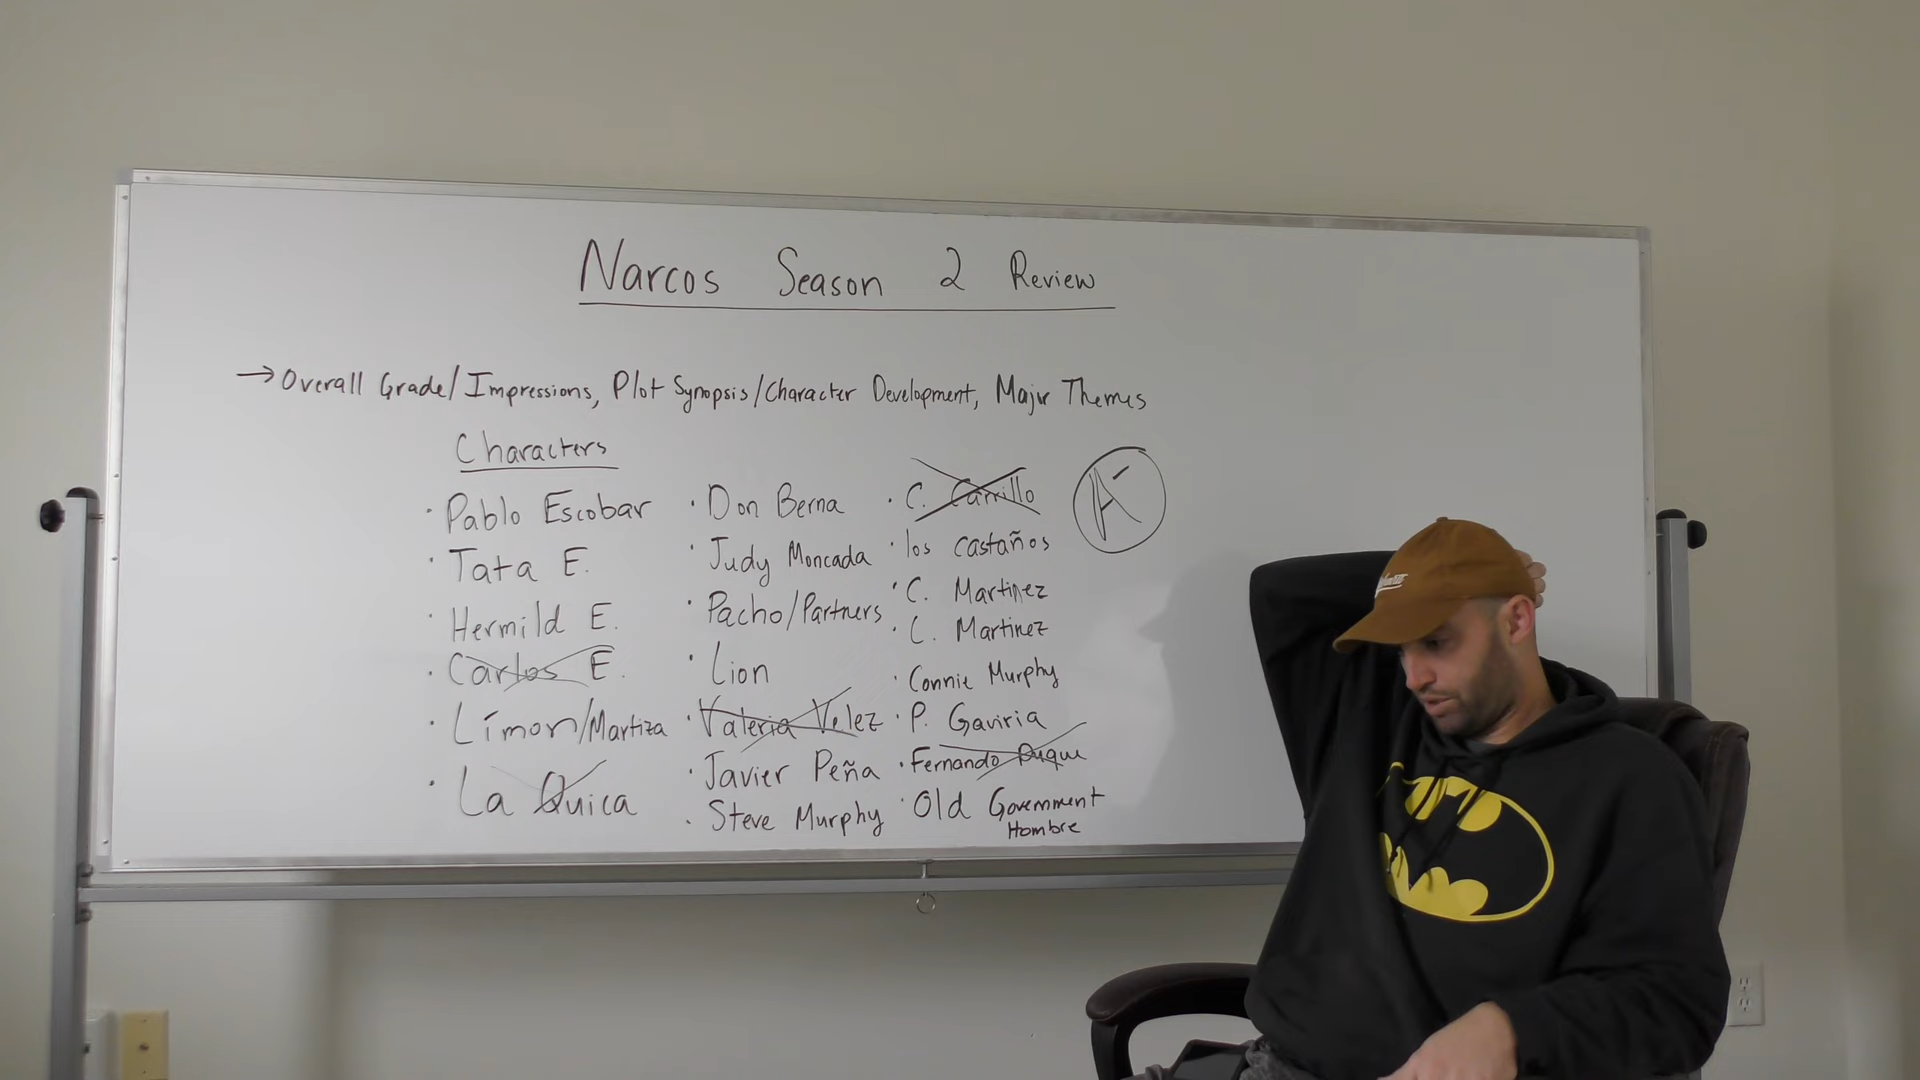 Narcos Season 2 Review
→ Overall Grade/Impressions, Plot Synopsis/Character Development, Major Themes
Characters
· Pablo Escobar
· Tata E.
· Hermild E.
· Carlos E.
· Límon/Martiza
· La Quica
· Don Berna
· Judy Moncada
· Pacho/Partners
· Lion
· Valeria Velez
· Javier Peña
· Steve Murphy
· C. Carrillo
· los castaños
· C. Martinez
· C. Martinez
· Connie Murphy
· P. Gaviria
· Fernando Duque
· Old Government
Hombre
A-